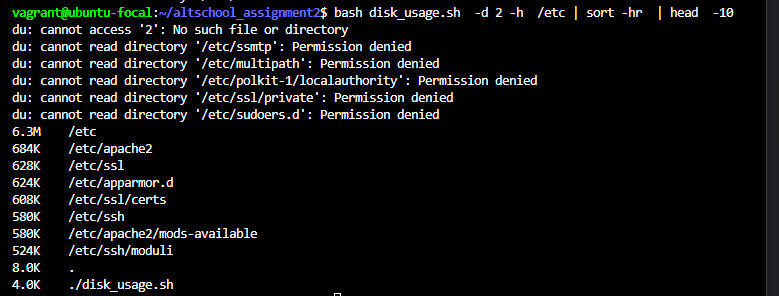 vagrant@ubuntu-focal:~/altschool_assignment2$ bash disk_usage.sh  -d 2 -h  /etc | sort -hr  | head  -10
du: cannot access '2': No such file or directory
du: cannot read directory '/etc/ssmtp': Permission denied
du: cannot read directory '/etc/multipath': Permission denied
du: cannot read directory '/etc/polkit-1/localauthority': Permission denied
du: cannot read directory '/etc/ssl/private': Permission denied
du: cannot read directory '/etc/sudoers.d': Permission denied
6.3M    /etc
684K    /etc/apache2
628K    /etc/ssl
624K    /etc/apparmor.d
608K    /etc/ssl/certs
580K    /etc/ssh
580K    /etc/apache2/mods-available
524K    /etc/ssh/moduli
8.0K    .
4.0K    ./disk_usage.sh